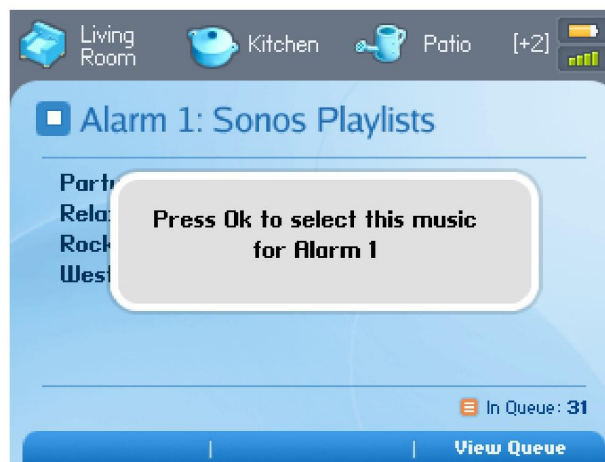 Living
Room
Kitchen
Patio
[+2]
Alarm 1: Sonos Playlists
Press Ok to select this music
for Alarm 1
Rock
In Queue: 31
View Queue